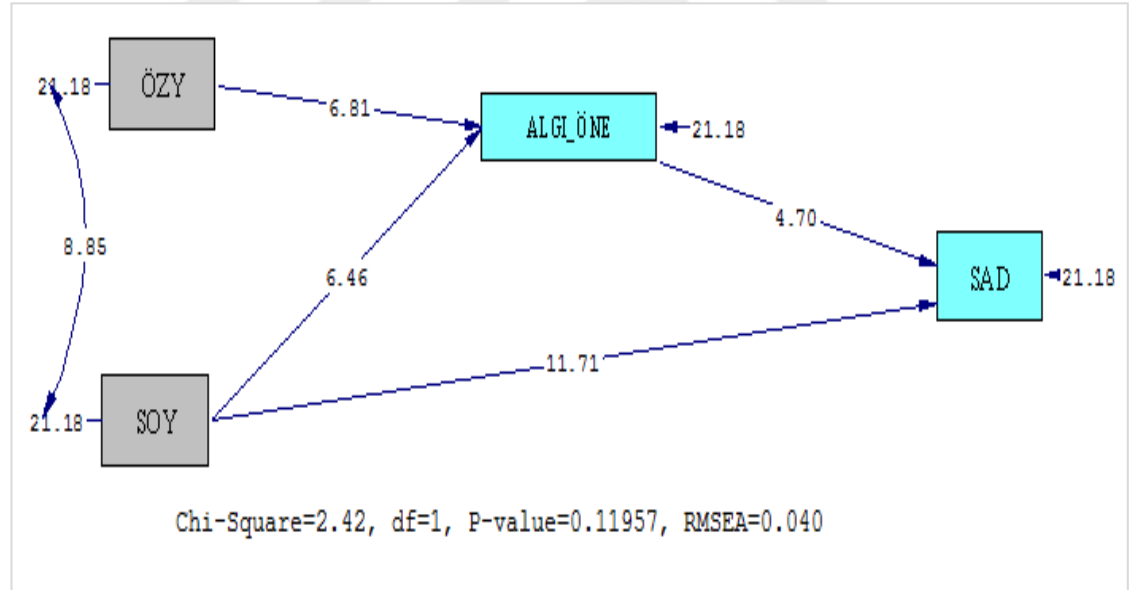 21.18
ÖZY
6.81
ALGI_ÖNE
21.18
4.70
8.85
6.46
SAD
21.18
11.71
21.18
SOY
Chi-Square=2.42, df=1, P-value=0.11957, RMSEA=0.040